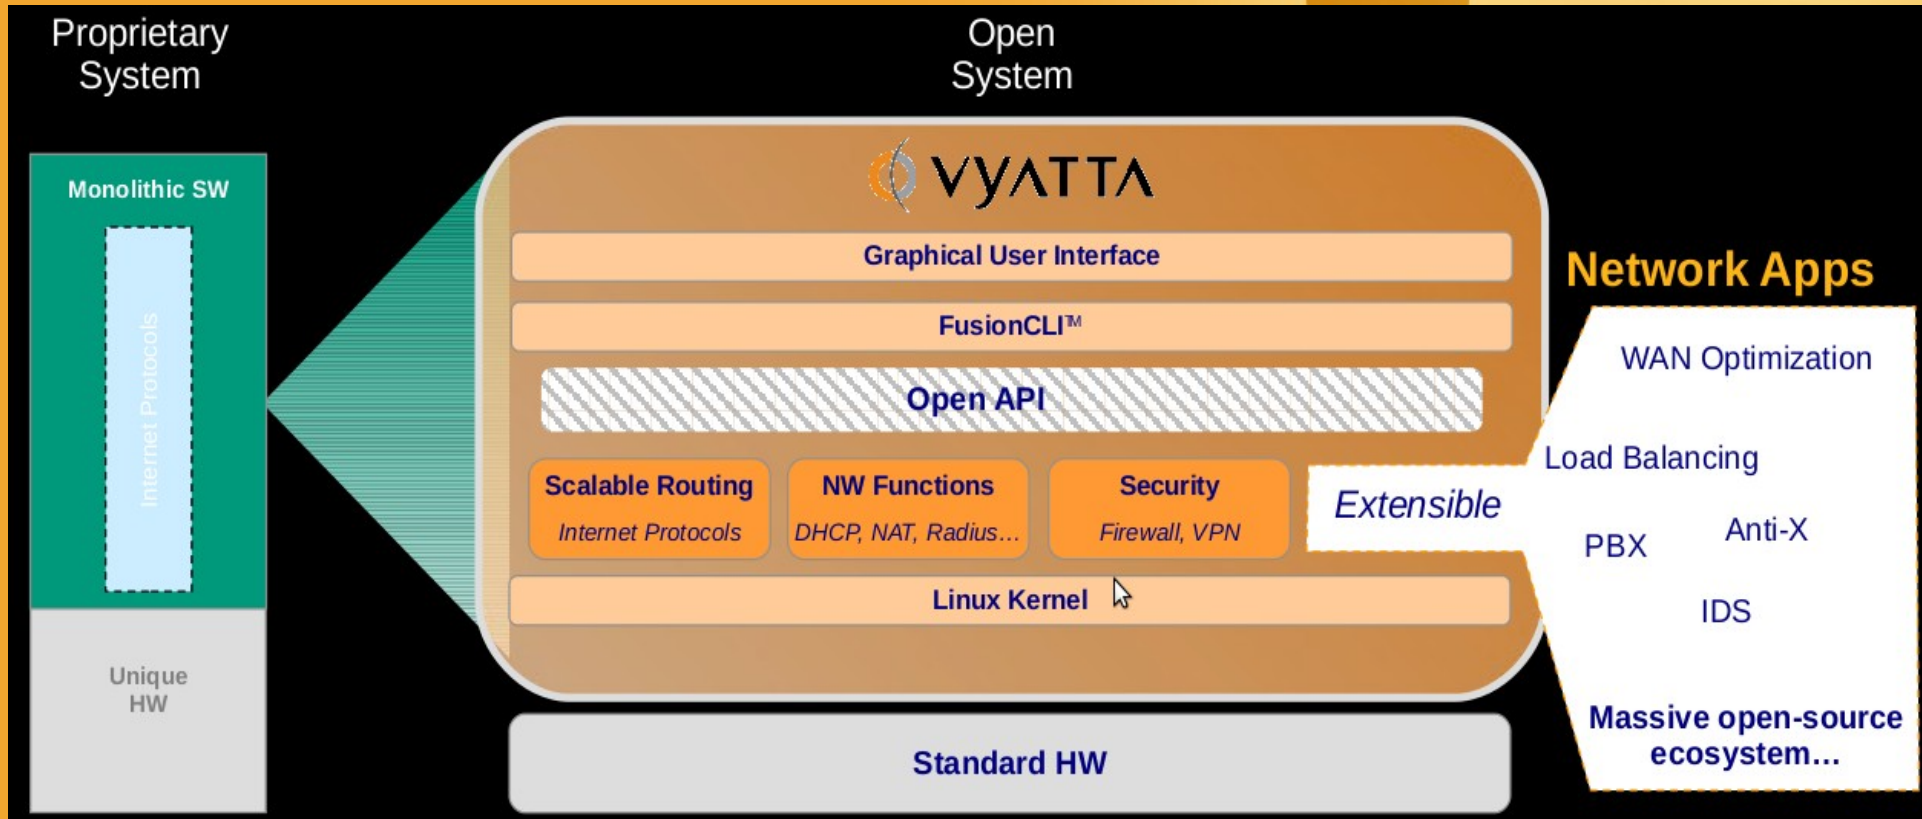 Proprietary
System
Open
System
Monolithic SW
Internet Protocols
Unique
HW
VYATTA
Graphical User Interface
FusionCLI™
Open API
Scalable Routing
Internet Protocols
NW Functions
DHCP, NAT, Radius…
Security
Firewall, VPN
Extensible
Linux Kernel
Standard HW
Network Apps
WAN Optimization
Load Balancing
PBX
Anti-X
IDS
Massive open-source
ecosystem…